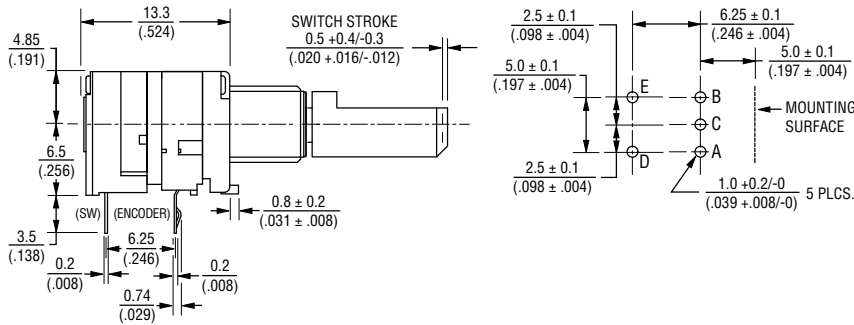 13.3
(.524)
4.85
(.191)
SWITCH STROKE
0.5 +0.4/-0.3
(.020 +.016/-.012)
6.5
(.256)
(SW)
(ENCODER)
3.5
(.138)
6.25
(.246)
0.2
(.008)
0.74
(.029)
0.2
(.008)
0.8 ± 0.2
(.031 ± .008)
2.5 ± 0.1
(.098 ± .004)
6.25 ± 0.1
(.246 ± .004)
5.0 ± 0.1
(.197 ± .004)
5.0 ± 0.1
(.197 ± .004)
E
B
C
D
A
MOUNTING
SURFACE
2.5 ± 0.1
(.098 ± .004)
1.0 +0.2/-0
(.039 +.008/-0)
5 PLCS.